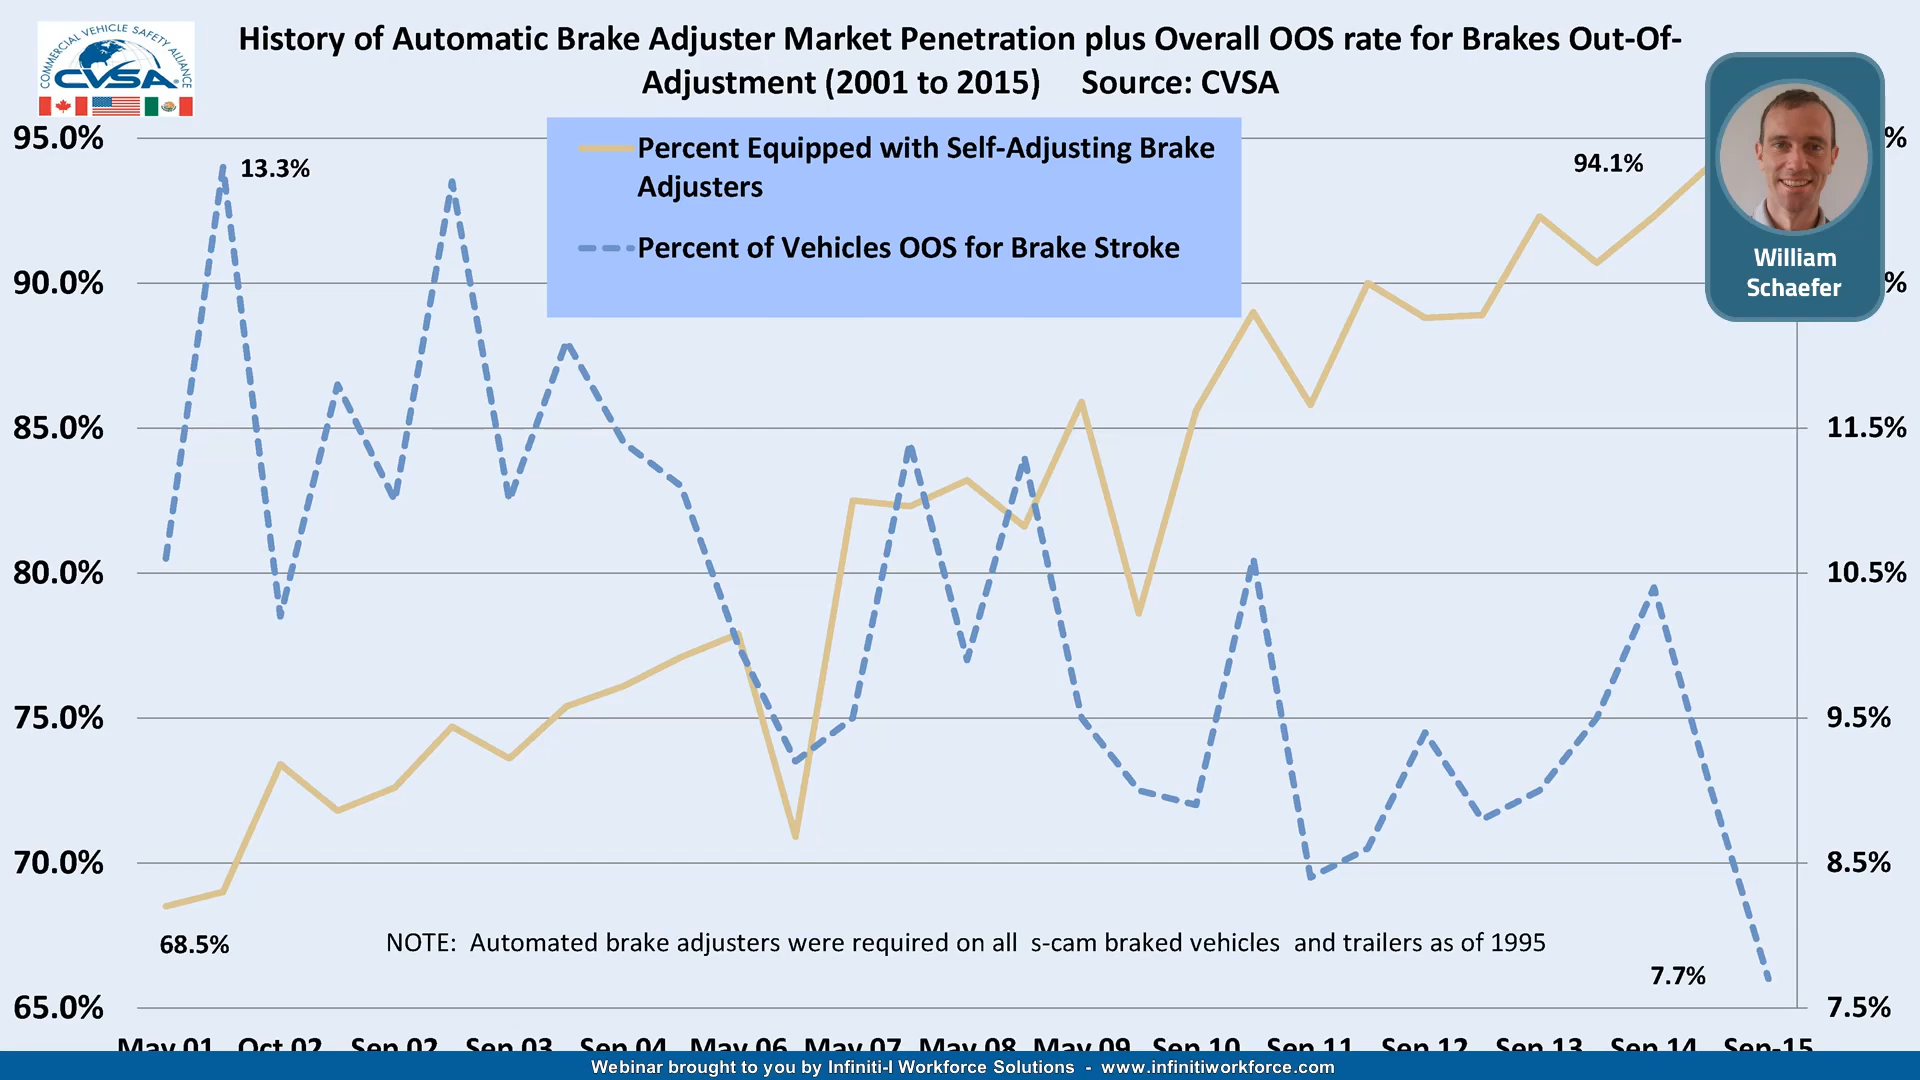 COMMERCIAL VEHICLE SAFETY ALLIANCE
CVSA
History of Automatic Brake Adjuster Market Penetration plus Overall OOS rate for Brakes Out-Of-
Adjustment (2001 to 2015) Source: CVSA
Percent Equipped with Self-Adjusting Brake
Adjusters
Percent of Vehicles OOS for Brake Stroke
William
Schaefer
95.0%
90.0%
85.0%
80.0%
75.0%
70.0%
65.0%
13.3%
94.1%
68.5%
7.7%
%
%
11.5%
10.5%
9.5%
8.5%
7.5%
NOTE: Automated brake adjusters were required on all s-cam braked vehicles and trailers as of 1995
May 01 Oct 02 Sep 02 Sep 03 Sep 04 May 06 May 07 May 08 May 09 Sep 10 Sep 11 Sep 12 Sep 13 Sep 14 Sep-15
Webinar brought to you by Infiniti-I Workforce Solutions - www.infinitiworkforce.com